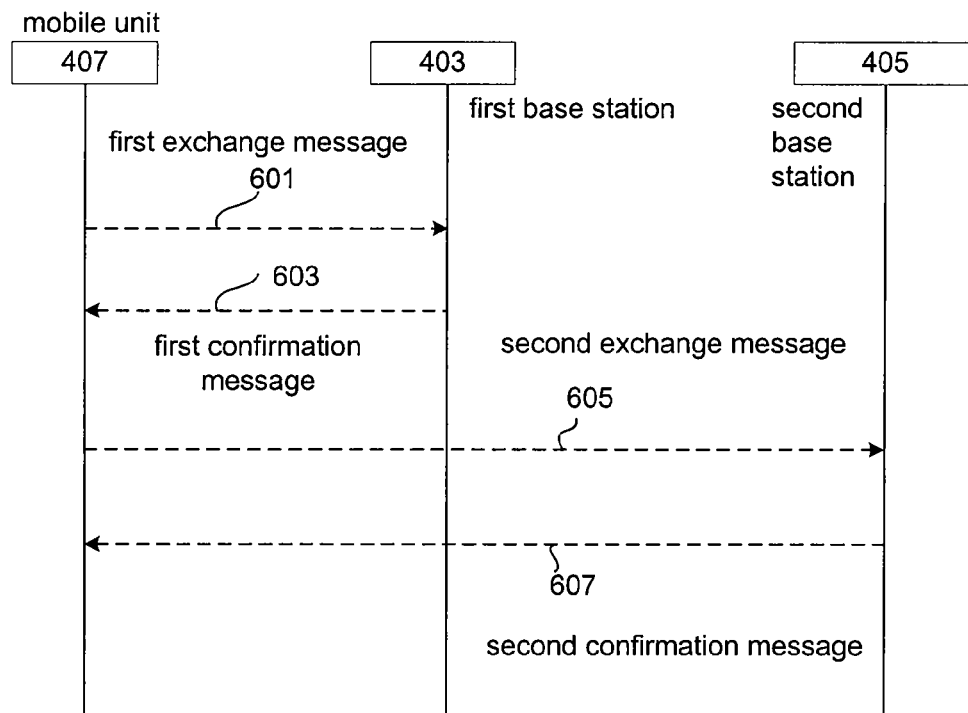 mobile unit
407
403
405
first base station
second
base
station
first exchange message
601
603
first confirmation
message
second exchange message
605
607
second confirmation message